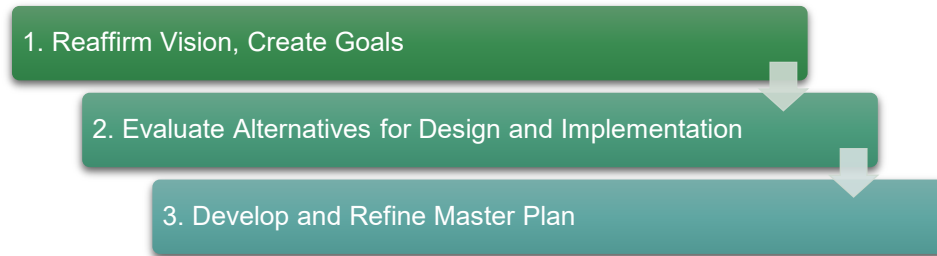 1. Reaffirm Vision, Create Goals
2. Evaluate Alternatives for Design and Implementation
3. Develop and Refine Master Plan